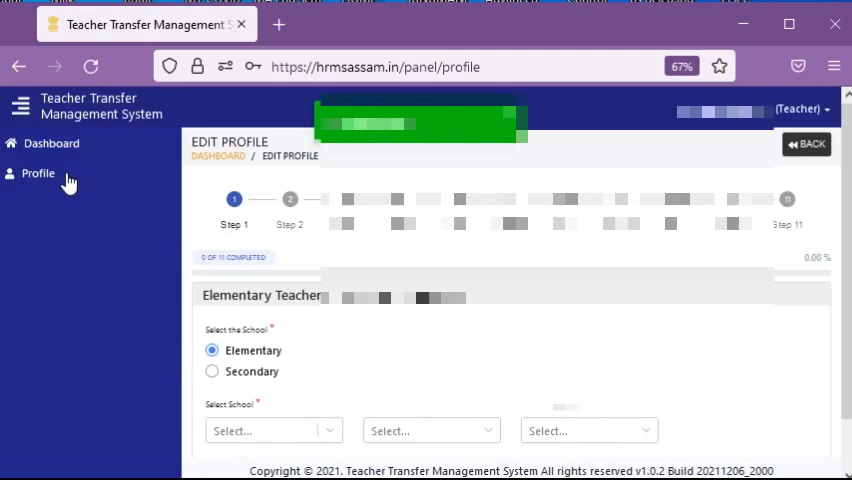 Teacher Transfer Management S
https://hrmsassam.in/panel/profile
67%
Teacher Transfer
Management System
(Teacher)
Dashboard
Profile
EDIT PROFILE
DASHBOARD / EDIT PROFILE
BACK
1
2
11
Step 1
Step 2
Step 11
0 OF 11 COMPLETED
0.00 %
Elementary Teacher
Select the School *
Elementary
Secondary
Select School *
Select...
Select...
Select...
Copyright © 2021. Teacher Transfer Management System All rights reserved v1.0.2 Build 20211206_2000